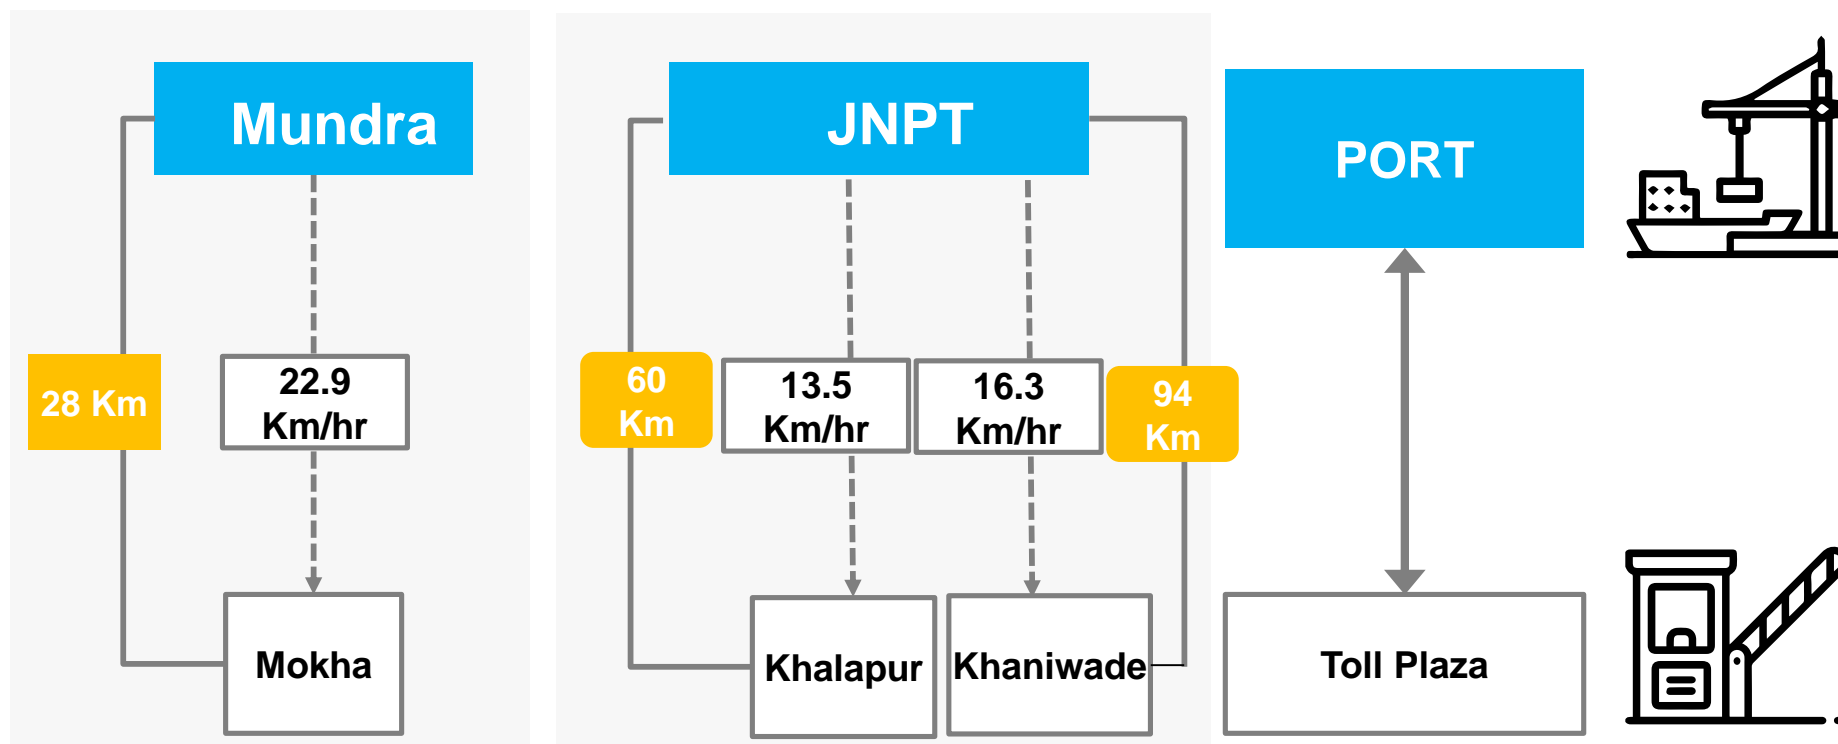 Mundra
JNPT
PORT
28 Km
22.9
Km/hr
60
Km
13.5
Km/hr
16.3
Km/hr
94
Km
Mokha
Khalapur
Khaniwade
Toll Plaza